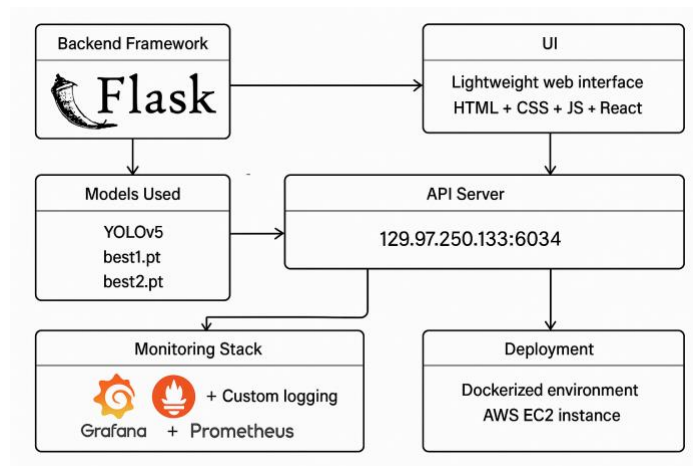 Backend Framework
Flask
UI
Lightweight web interface
HTML + CSS + JS + React
Models Used
YOLOv5
best1.pt
best2.pt
API Server
129.97.250.133:6034
Monitoring Stack
+ Custom logging
Grafana + Prometheus
Deployment
Dockerized environment
AWS EC2 instance